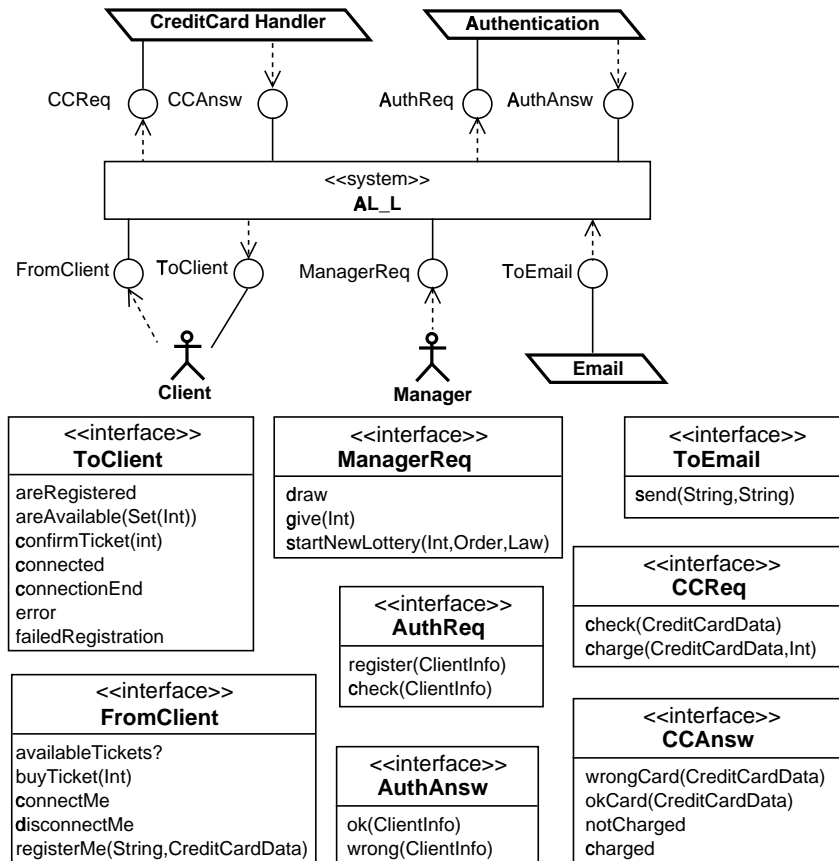 CreditCard Handler
Authentication
CCReq
CCAnsw
AuthReq
AuthAnsw
<<system>>
AL_L
FromClient
ToClient
ManagerReq
ToEmail
Client
Manager
Email
<<interface>>
ToClient
areRegistered
areAvailable(Set(Int))
confirmTicket(int)
connected
connectionEnd
error
failedRegistration
<<interface>>
ManagerReq
draw
give(Int)
startNewLottery(Int,Order,Law)
<<interface>>
ToEmail
send(String,String)
<<interface>>
CCReq
check(CreditCardData)
charge(CreditCardData,Int)
<<interface>>
AuthReq
register(ClientInfo)
check(ClientInfo)
<<interface>>
FromClient
availableTickets?
buyTicket(Int)
connectMe
disconnectMe
registerMe(String,CreditCardData)
<<interface>>
AuthAnsw
ok(ClientInfo)
wrong(ClientInfo)
<<interface>>
CCAnsw
wrongCard(CreditCardData)
okCard(CreditCardData)
notCharged
charged